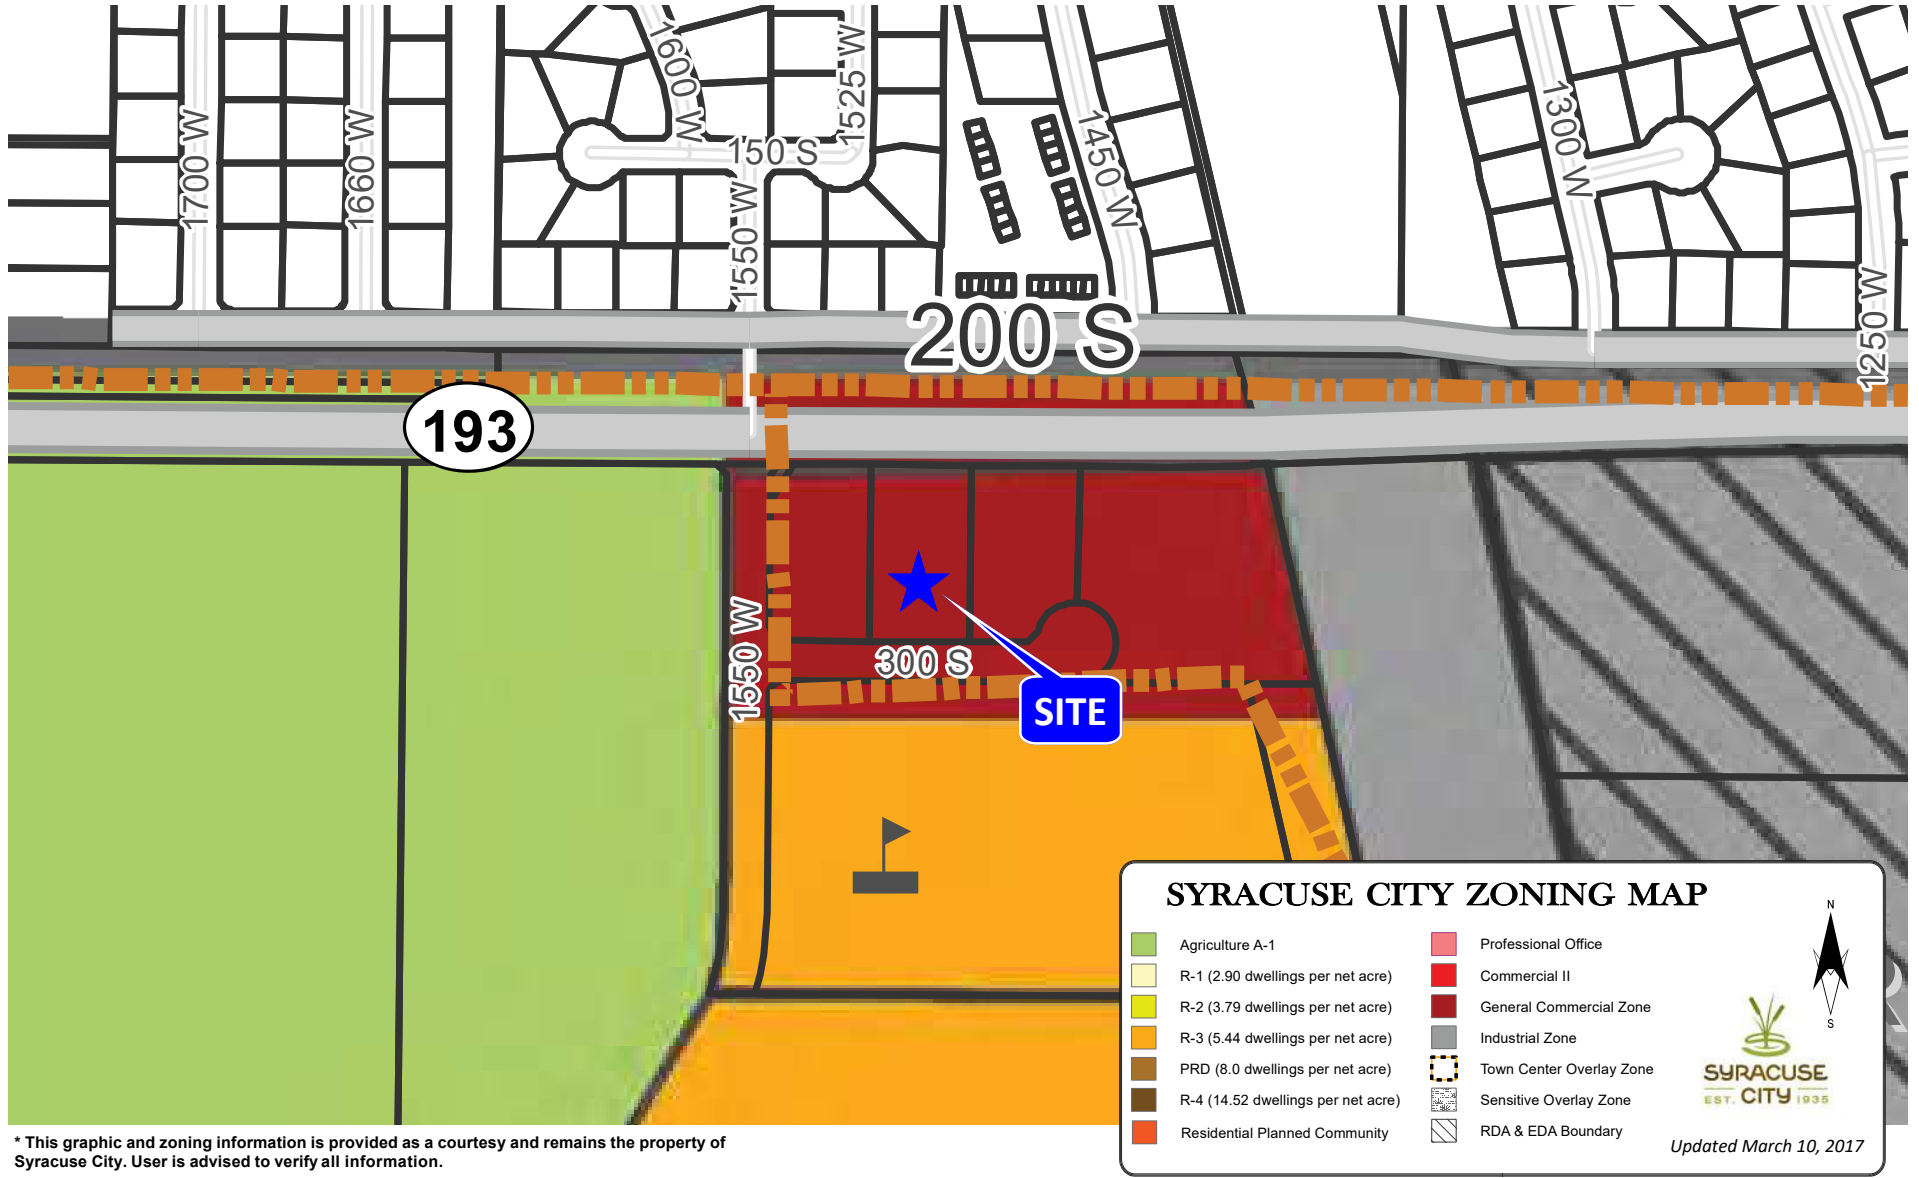 1700 W
1660 W
1600 W
1525 W
150 S
1550 W
1450 W
1300 W
1250 W
200 S
193
1550 W
300 S
SITE
SYRACUSE CITY ZONING MAP
Agriculture A-1
R-1 (2.90 dwellings per net acre)
R-2 (3.79 dwellings per net acre)
R-3 (5.44 dwellings per net acre)
PRD (8.0 dwellings per net acre)
R-4 (14.52 dwellings per net acre)
Residential Planned Community
Professional Office
Commercial II
General Commercial Zone
Industrial Zone
Town Center Overlay Zone
Sensitive Overlay Zone
RDA & EDA Boundary
N
S
SYRACUSE
EST. CITY 1935
Updated March 10, 2017
* This graphic and zoning information is provided as a courtesy and remains the property of
Syracuse City. User is advised to verify all information.